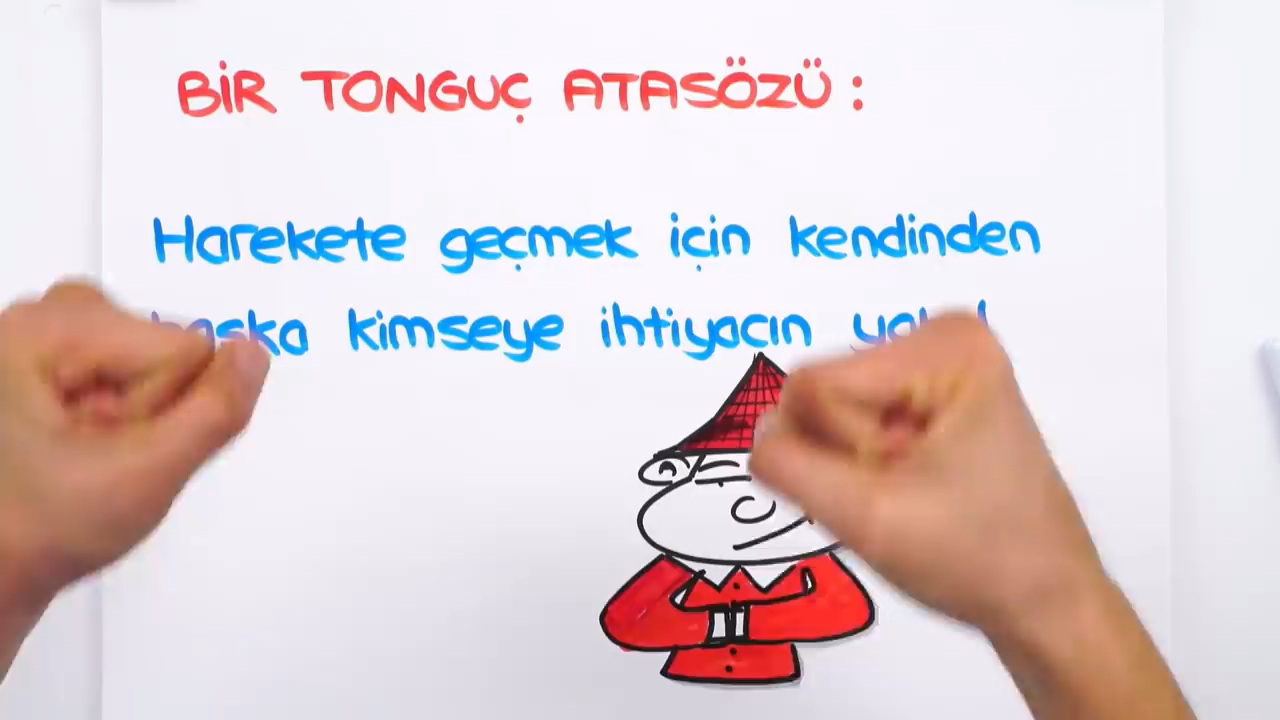 BİR TONGUÇ ATASÖZÜ :
Harekete geçmek için kendinden
kimseye ihtiyacın